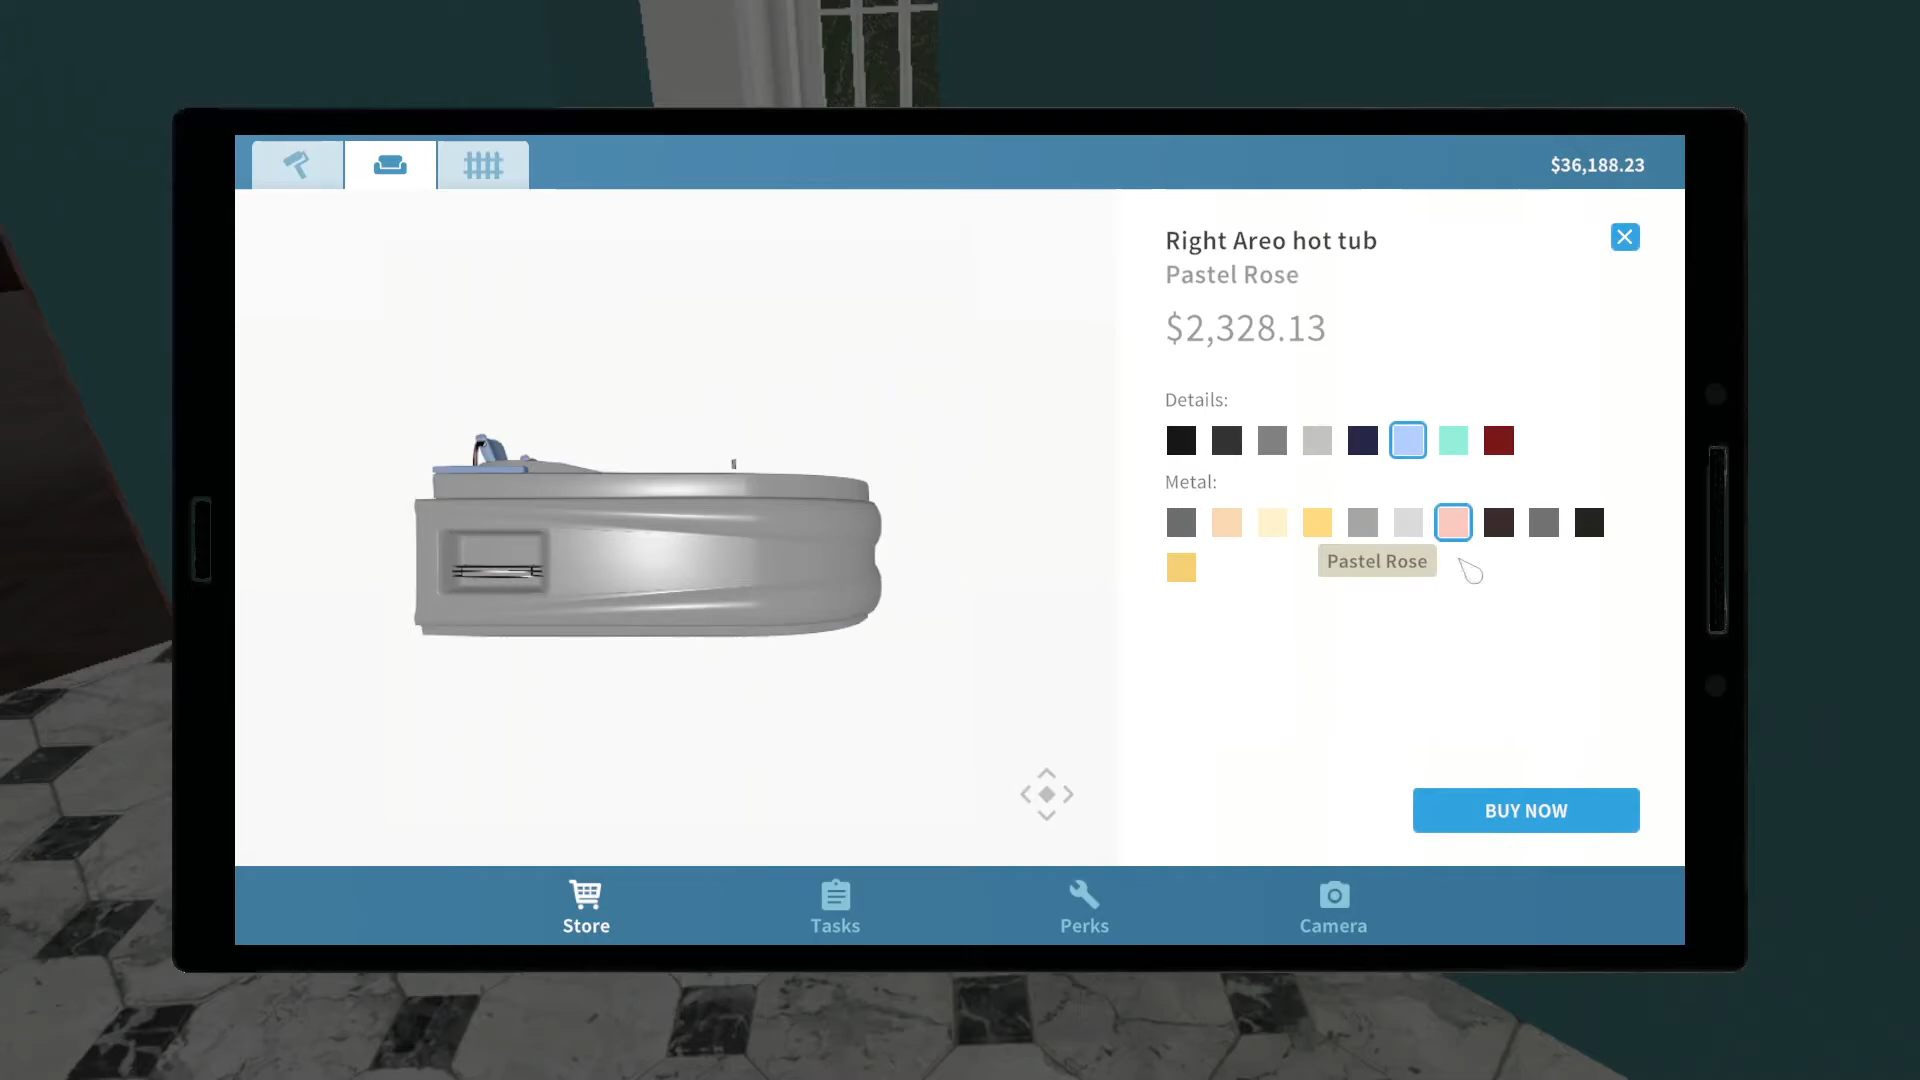 $36,188.23
Right Areo hot tub
Pastel Rose
$2,328.13
Details:
Metal:
Pastel Rose
BUY NOW
Store
Tasks
Perks
Camera